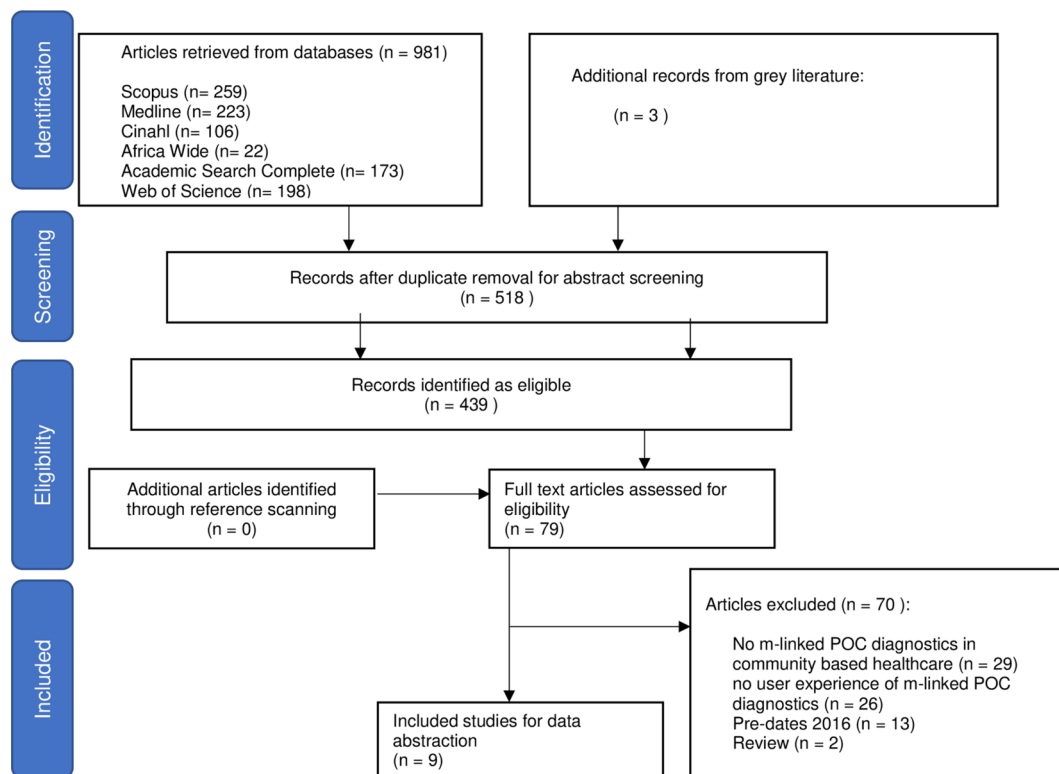 Identification
Articles retrieved from databases (n = 981)
Scopus (n= 259)
Medline (n= 223)
Cinahl (n= 106)
Africa Wide (n= 22)
Academic Search Complete (n= 173)
Web of Science (n= 198)
Additional records from grey literature:
(n = 3 )
Screening
Records after duplicate removal for abstract screening
(n = 518 )
Eligibility
Records identified as eligible
(n = 439 )
Additional articles identified
through reference scanning
(n = 0)
Full text articles assessed for
eligibility
(n = 79)
Included
Articles excluded (n = 70 ):
No m-linked POC diagnostics in
community based healthcare (n = 29)
no user experience of m-linked POC
diagnostics (n = 26)
Pre-dates 2016 (n = 13)
Review (n = 2)
Included studies for data
abstraction
(n = 9)